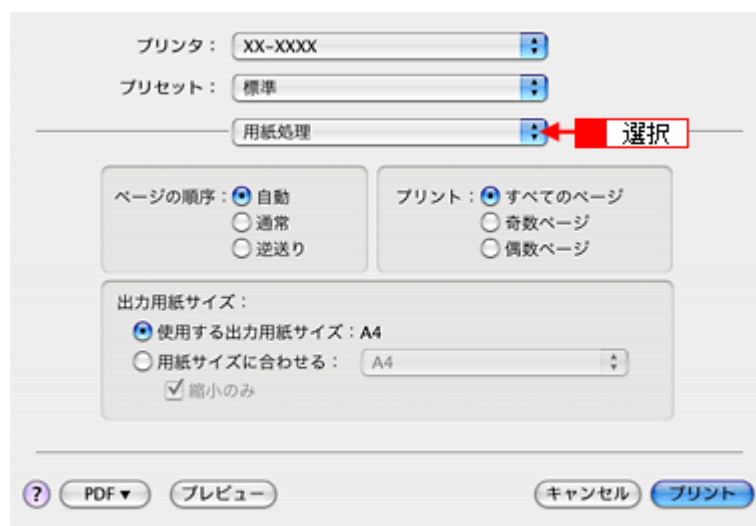 プリンタ： XX-XXXX
プリセット： 標準
用紙処理 選択
ページの順序： 自動 プリント： すべてのページ
通常 奇数ページ
逆送り 偶数ページ
出力用紙サイズ：
使用する出力用紙サイズ：A4
用紙サイズに合わせる： A4
縮小のみ
? PDF▼ プレビュー キャンセル プリント